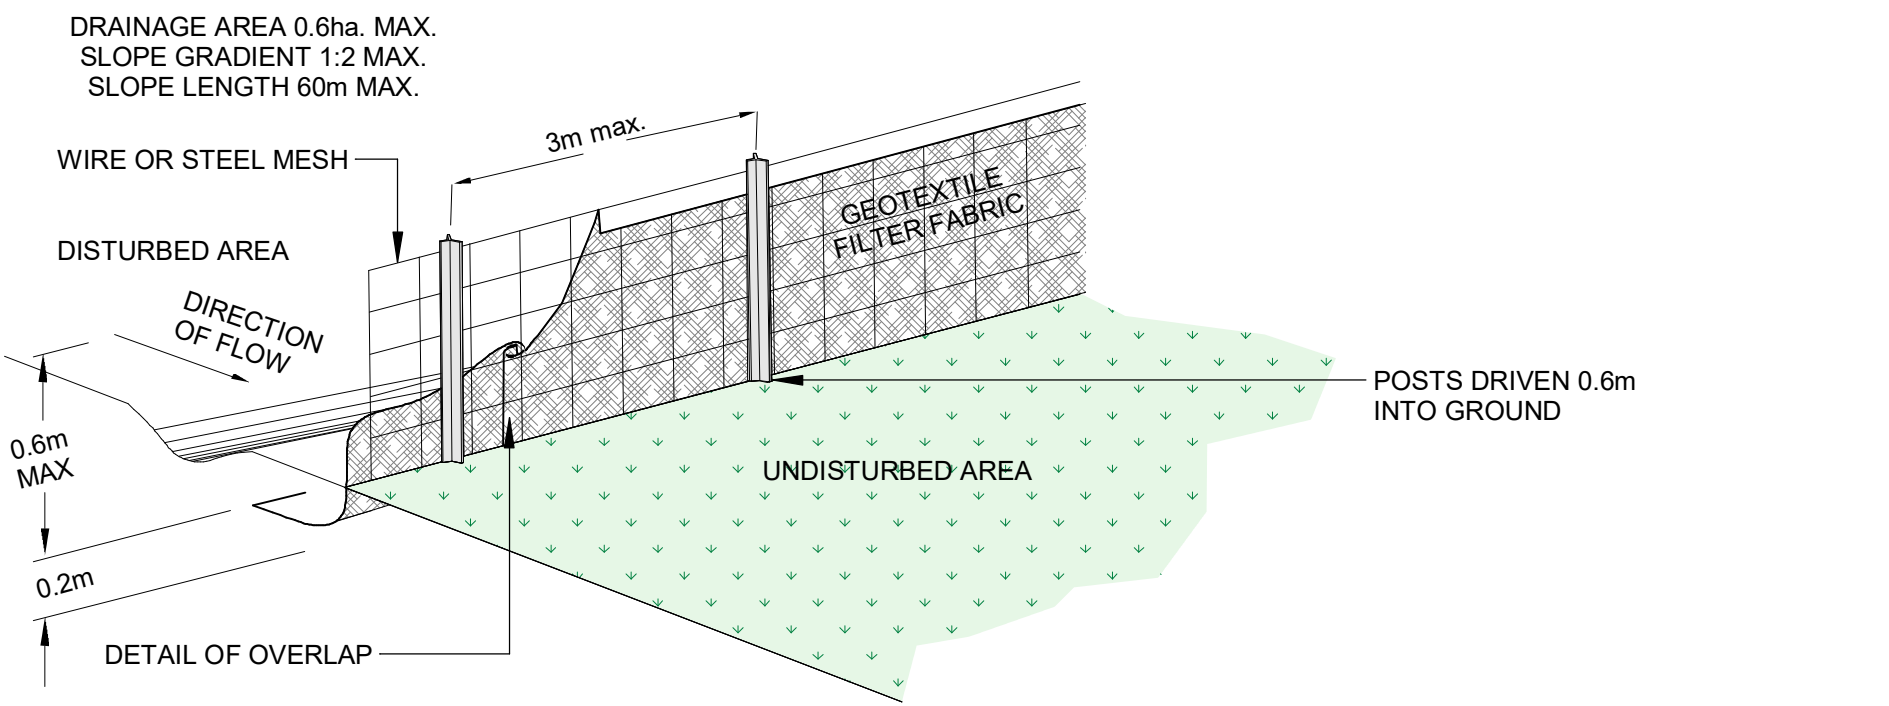 DRAINAGE AREA 0.6ha. MAX.
SLOPE GRADIENT 1:2 MAX.
SLOPE LENGTH 60m MAX.
3m max.
WIRE OR STEEL MESH
GEOTEXTILE
FILTER FABRIC
DISTURBED AREA
DIRECTION
OF FLOW
POSTS DRIVEN 0.6m
INTO GROUND
0.6m
MAX
UNDISTURBED AREA
0.2m
DETAIL OF OVERLAP